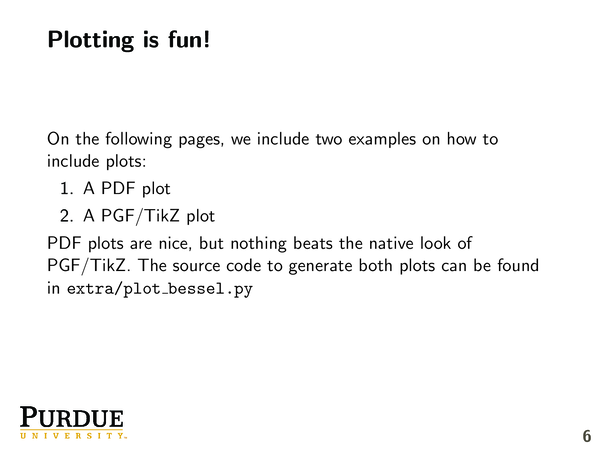 Plotting is fun!
On the following pages, we include two examples on how to
include plots:
1. A PDF plot
2. A PGF/TikZ plot
PDF plots are nice, but nothing beats the native look of
PGF/TikZ. The source code to generate both plots can be found
in extra/plot_bessel.py
PURDUE
UNIVERSITY™
6